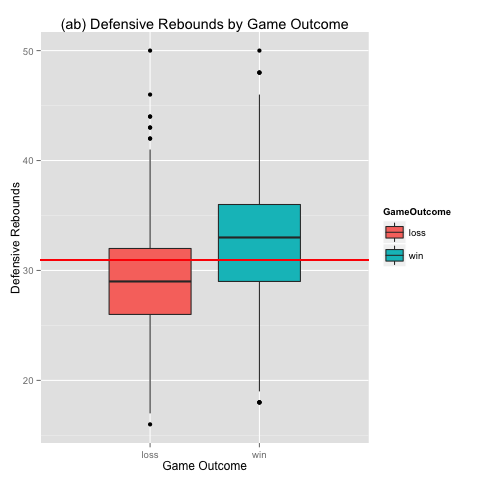 (ab) Defensive Rebounds by Game Outcome
50
40
30
20
Defensive Rebounds
loss
win
Game Outcome
GameOutcome
loss
win